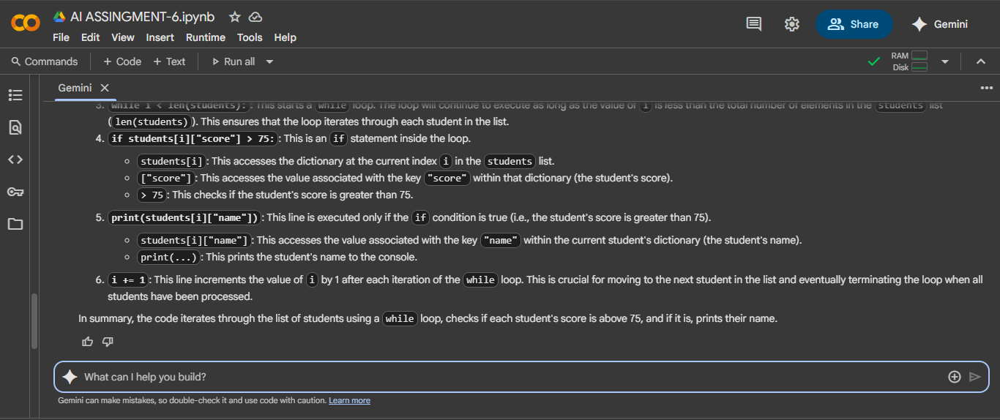 AI ASSINGMENT-6.ipynb
File Edit View Insert Runtime Tools Help
Share
Gemini
Commands + Code + Text Run all
RAM
Disk
Gemini
3. while i < len(students): : This starts a while loop. The loop will continue to execute as long as the value of i is less than the total number of elements in the students list
(len(students)). This ensures that the loop iterates through each student in the list.
4. if students[i]["score"] > 75: : This is an if statement inside the loop.
students[i] : This accesses the dictionary at the current index i in the students list.
["score"] : This accesses the value associated with the key "score" within that dictionary (the student's score).
> 75 : This checks if the student's score is greater than 75.
5. print(students[i]["name"]) : This line is executed only if the if condition is true (i.e., the student's score is greater than 75).
students[i]["name"] : This accesses the value associated with the key "name" within the current student's dictionary (the student's name).
print(...) : This prints the student's name to the console.
6. i += 1 : This line increments the value of i by 1 after each iteration of the while loop. This is crucial for moving to the next student in the list and eventually terminating the loop when all
students have been processed.
In summary, the code iterates through the list of students using a while loop, checks if each student's score is above 75, and if it is, prints their name.
What can I help you build?
Gemini can make mistakes, so double-check it and use code with caution. Learn more